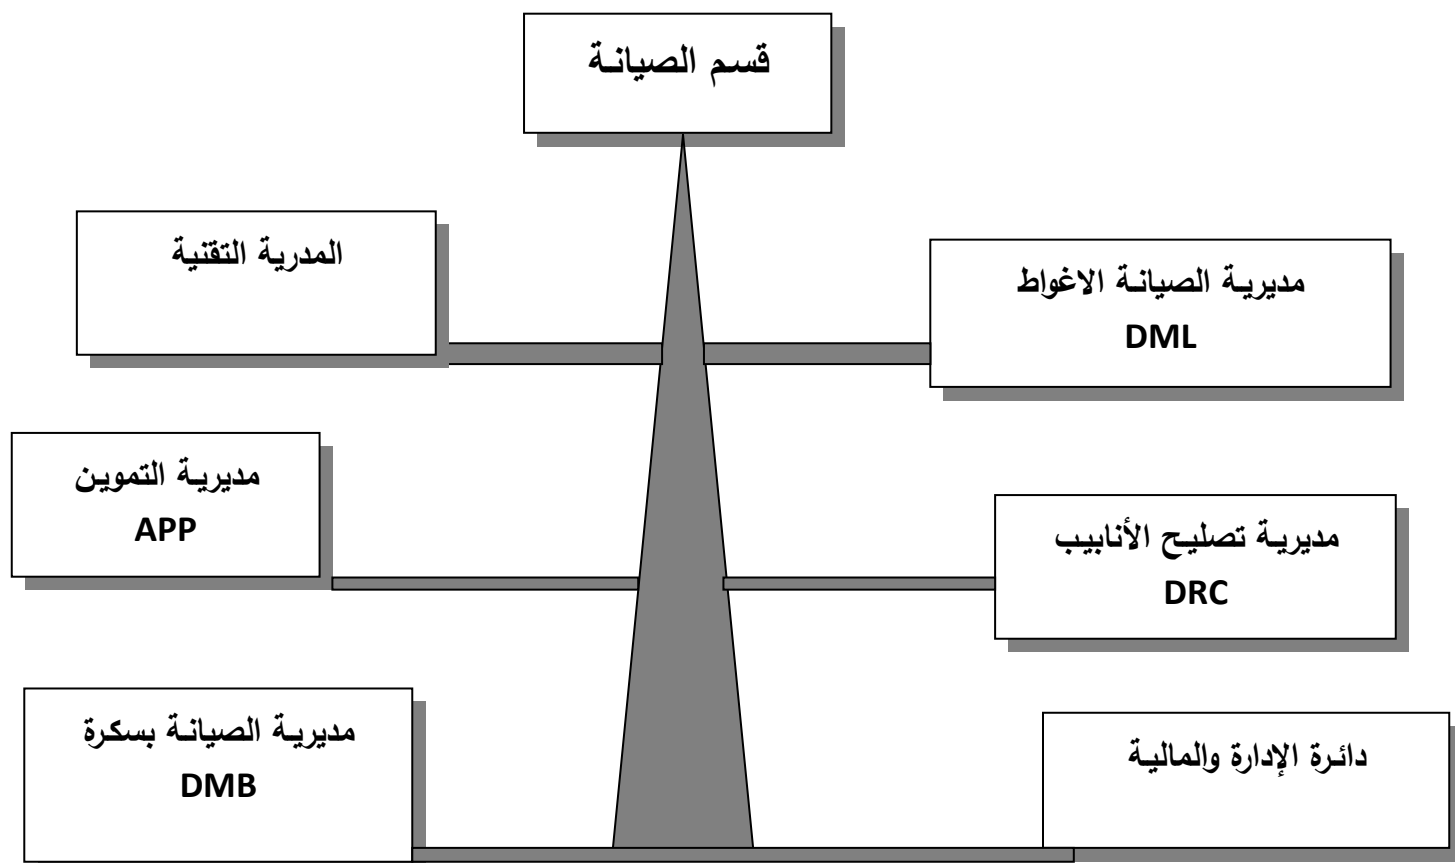 قسم الصيانة
المدرية التقنية
مديرية الصيانة الاغواط
DML
مديرية التموين
APP
مديرية تصليح الأنابيب
DRC
مديرية الصيانة بسكرة
DMB
دائرة الإدارة والمالية